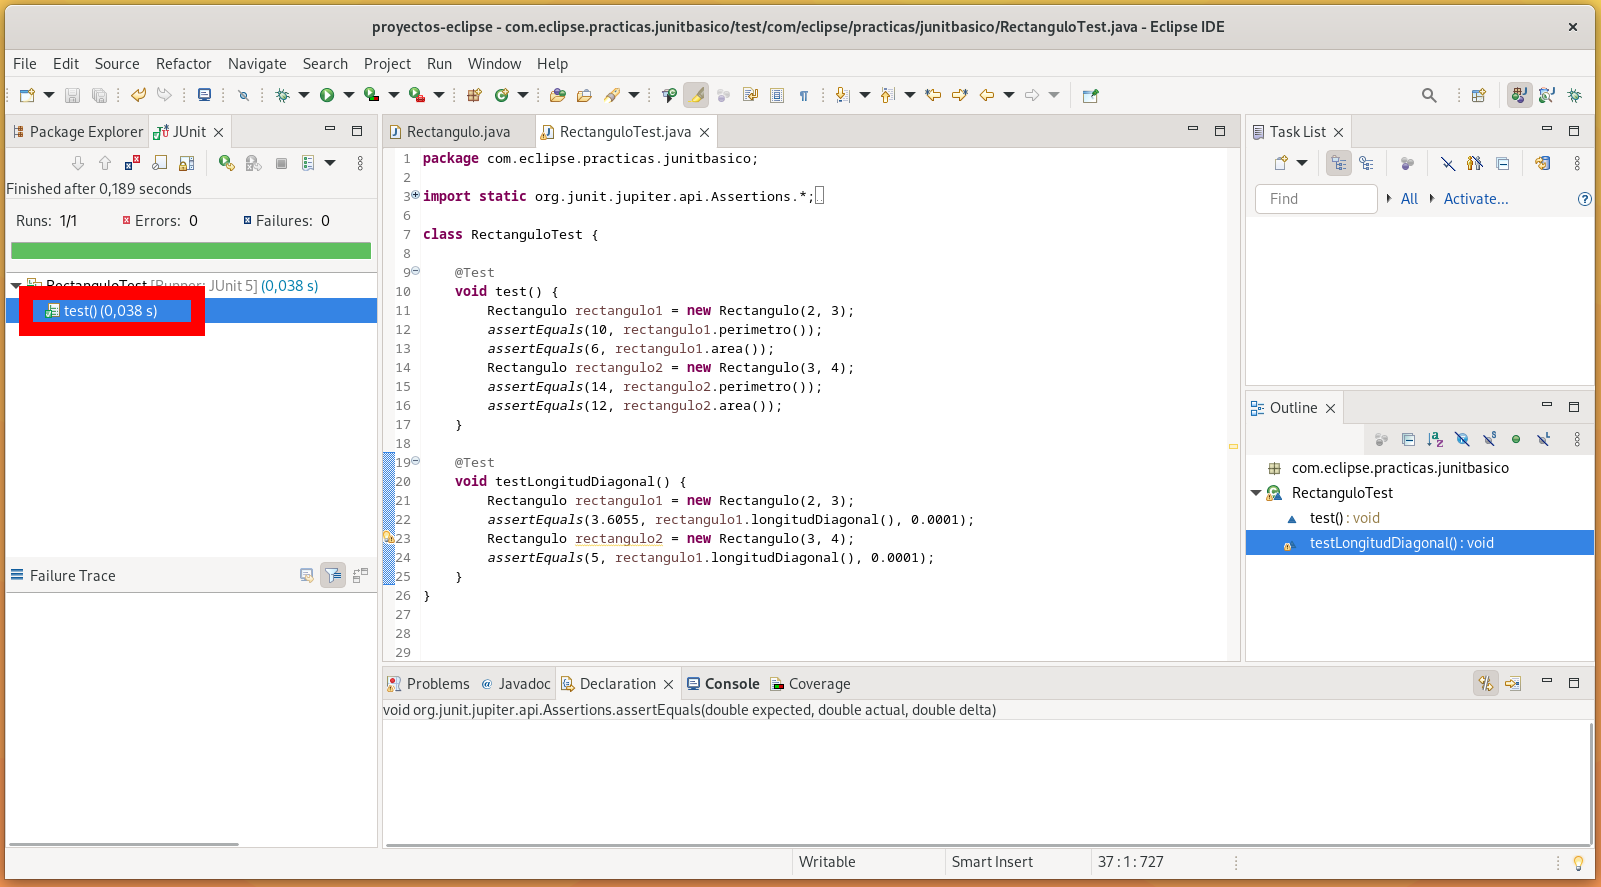 proyectos-eclipse - com.eclipse.practicas.junitbasico/test/com/eclipse/practicas/junitbasico/RectanguloTest.java - Eclipse IDE
File Edit Source Refactor Navigate Search Project Run Window Help
Package Explorer JUnit
Finished after 0,189 seconds
Runs: 1/1 Errors: 0 Failures: 0
RectanguloTest [Runner: JUnit 5] (0,038 s)
test() (0,038 s)
Failure Trace
Rectangulo.java RectanguloTest.java
1 package com.eclipse.practicas.junitbasico;
2
3 import static org.junit.jupiter.api.Assertions.*;
6
7 class RectanguloTest {
8
9 @Test
10 void test() {
11 Rectangulo rectangulo1 = new Rectangulo(2, 3);
12 assertEquals(10, rectangulo1.perimetro());
13 assertEquals(6, rectangulo1.area());
14 Rectangulo rectangulo2 = new Rectangulo(3, 4);
15 assertEquals(14, rectangulo2.perimetro());
16 assertEquals(12, rectangulo2.area());
17 }
18
19 @Test
20 void testLongitudDiagonal() {
21 Rectangulo rectangulo1 = new Rectangulo(2, 3);
22 assertEquals(3.6055, rectangulo1.longitudDiagonal(), 0.0001);
23 Rectangulo rectangulo2 = new Rectangulo(3, 4);
24 assertEquals(5, rectangulo1.longitudDiagonal(), 0.0001);
25 }
26 }
27
28
29
Task List
Find All Activate...
Outline
com.eclipse.practicas.junitbasico
RectanguloTest
test() : void
testLongitudDiagonal() : void
Problems Javadoc Declaration Console Coverage
void org.junit.jupiter.api.Assertions.assertEquals(double expected, double actual, double delta)
Writable Smart Insert 37 : 1 : 727